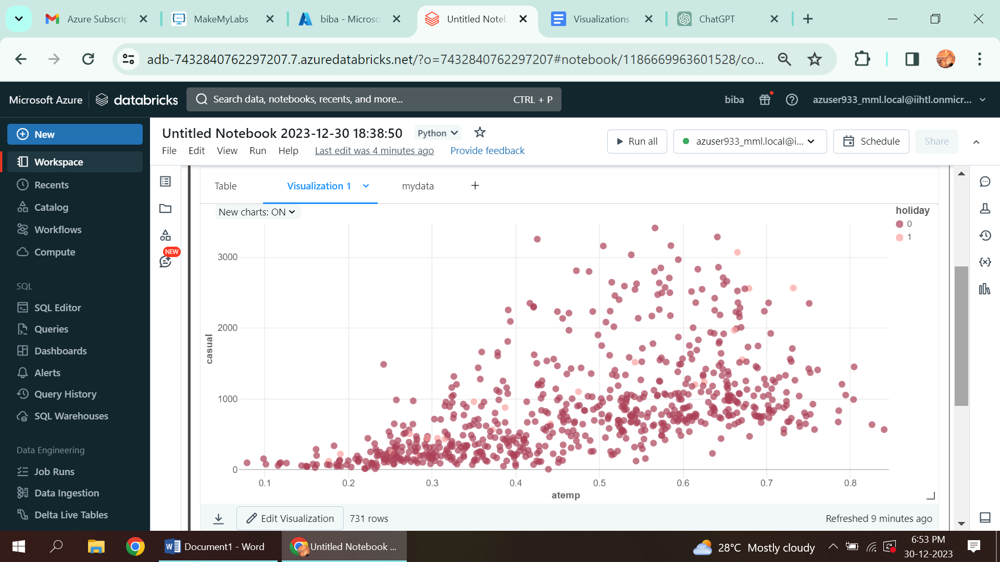 Azure Subscrip
MakeMyLabs
biba - Microso
Untitled Noteb
Visualizations
ChatGPT
adb-7432840762297207.7.azuredatabricks.net/?o=7432840762297207#notebook/1186669963601528/co...
Microsoft Azure
databricks
Search data, notebooks, recents, and more...
CTRL + P
biba
azuser933_mml.local@iihtl.onmicr...
New
Workspace
Recents
Catalog
Workflows
Compute
SQL
SQL Editor
Queries
Dashboards
Alerts
Query History
SQL Warehouses
Data Engineering
Job Runs
Data Ingestion
Delta Live Tables
Untitled Notebook 2023-12-30 18:38:50
Python
File Edit View Run Help Last edit was 4 minutes ago Provide feedback
Run all
azuser933_mml.local@i...
Schedule
Share
NEW
Table
Visualization 1
mydata
New charts: ON
holiday
0
1
3000
2000
1000
0
casual
0.1 0.2 0.3 0.4 0.5 0.6 0.7 0.8
atemp
Edit Visualization
731 rows
Refreshed 9 minutes ago
Document1 - Word
Untitled Notebook ...
28°C Mostly cloudy
6:53 PM
30-12-2023